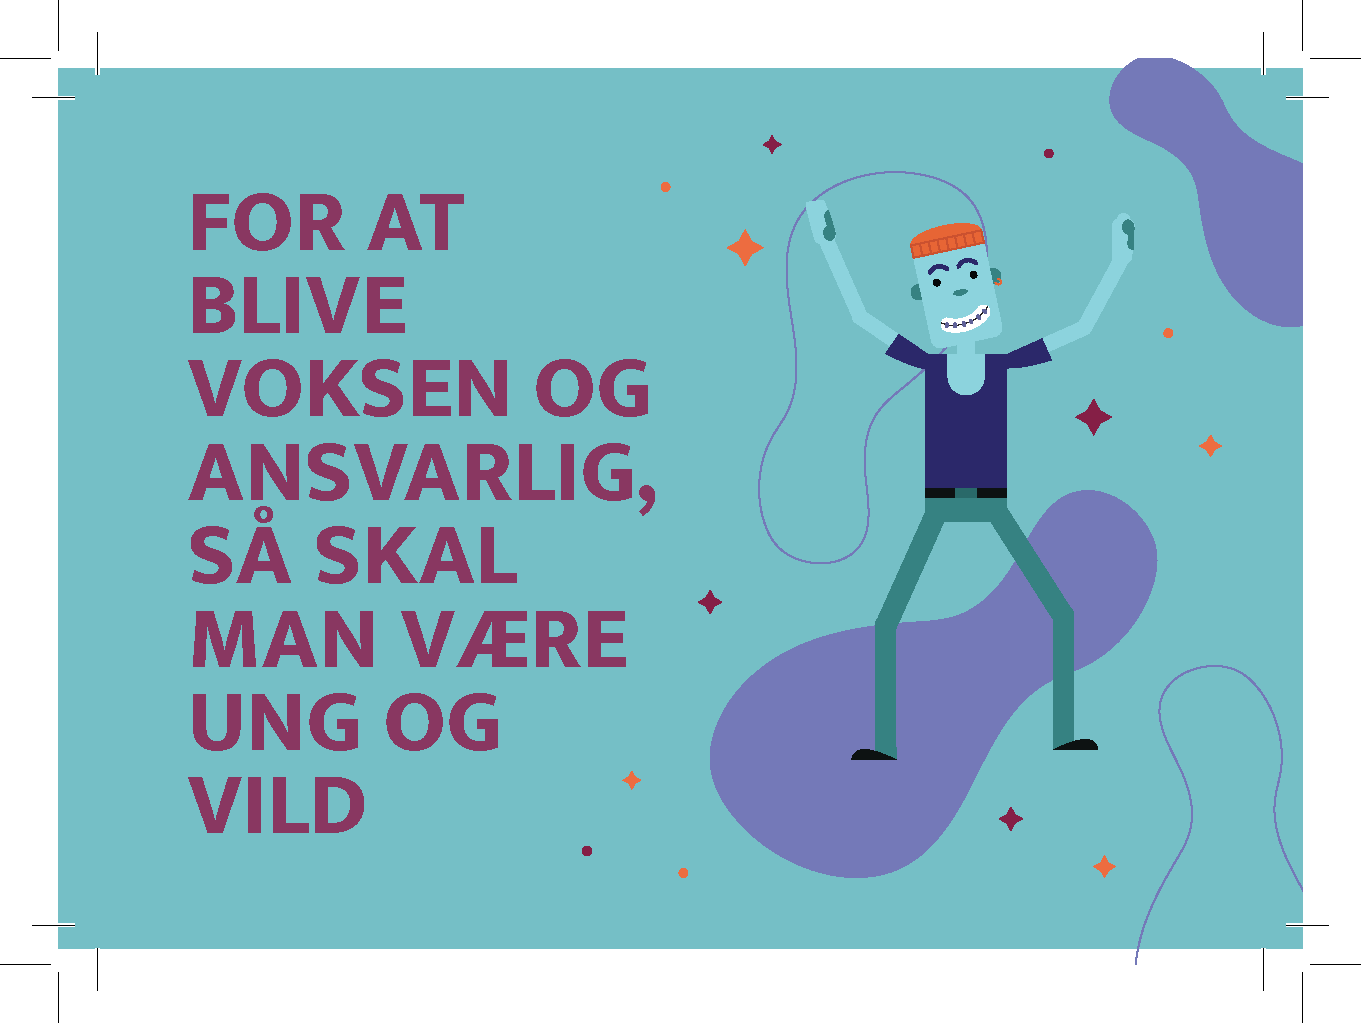 FOR AT
BLIVE
VOKSEN OG
ANSVARLIG,
SÅ SKAL
MAN VÆRE
UNG OG
VILD